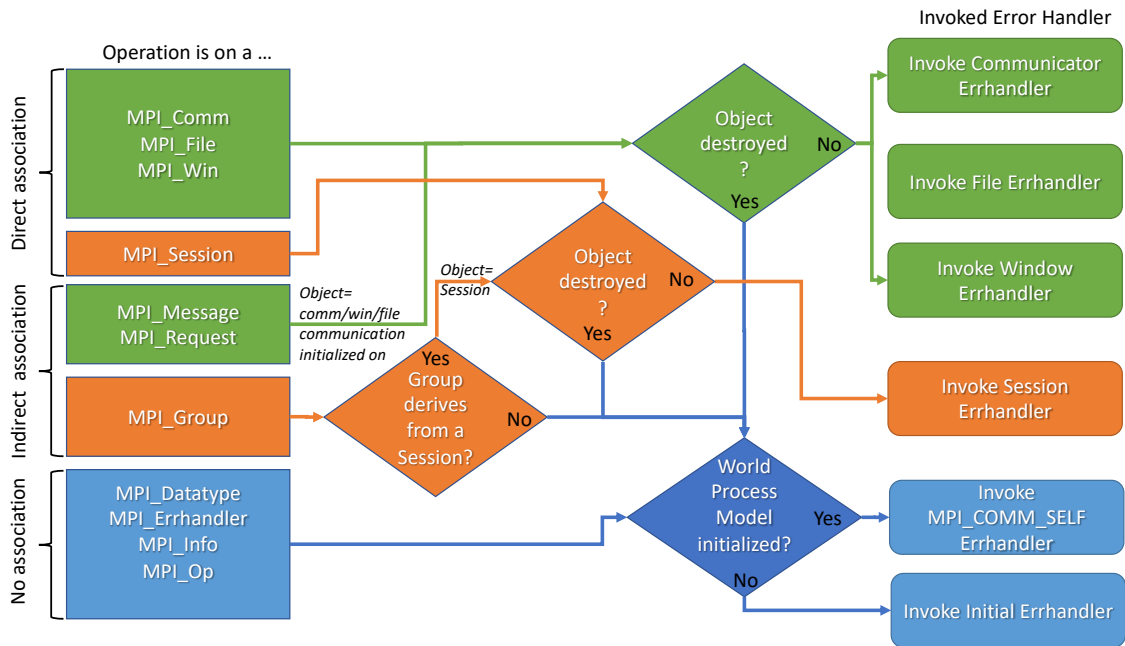 Invoked Error Handler
Operation is on a ...
Direct association
MPI_Comm
MPI_File
MPI_Win
MPI_Session
Indirect association
MPI_Message
MPI_Request
Object=
comm/win/file
communication
initialized on
MPI_Group
No association
MPI_Datatype
MPI_Errhandler
MPI_Info
MPI_Op
Object
destroyed
?
No
Yes
Object=
Session
Object
destroyed
?
No
Yes
Yes
Group
derives
from a
Session?
No
World
Process
Model
initialized?
Yes
No
Invoke Communicator
Errhandler
Invoke File Errhandler
Invoke Window
Errhandler
Invoke Session
Errhandler
Invoke
MPI_COMM_SELF
Errhandler
Invoke Initial Errhandler